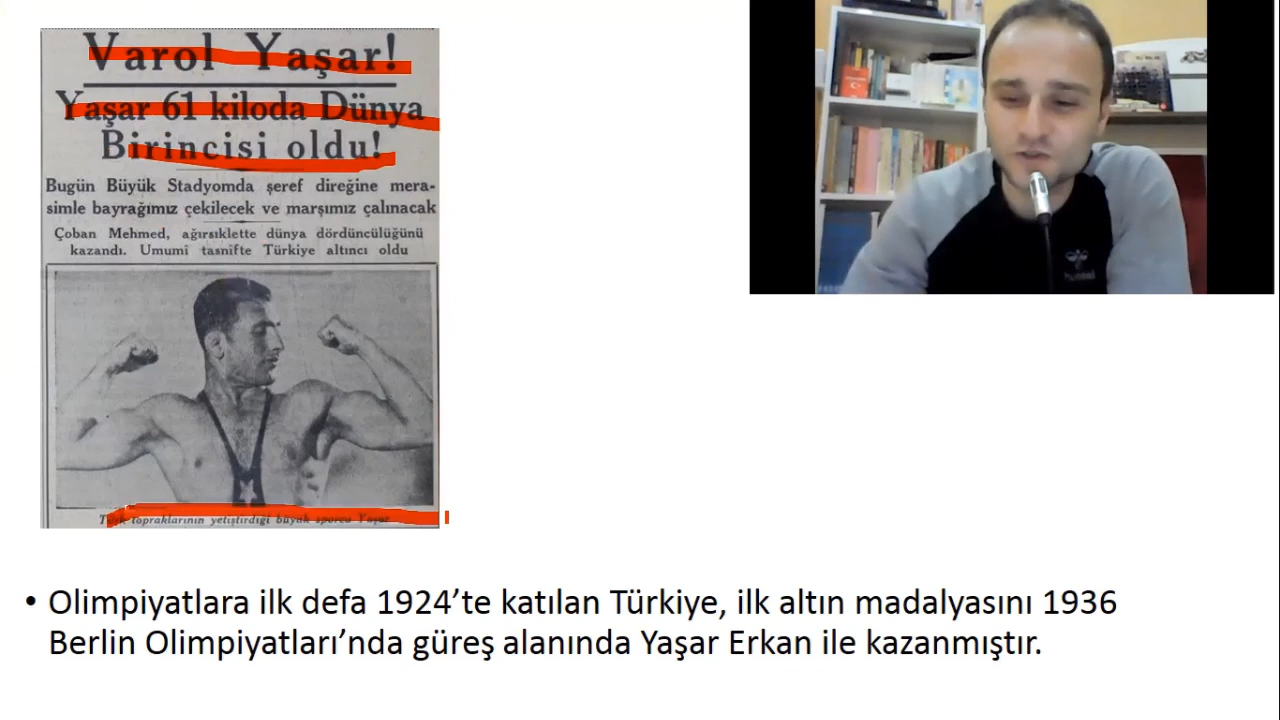 Varol Yaşar!
Yaşar 61 kiloda Dünya
Birincisi oldu!
Bugün Büyük Stadyomda şeref direğine mera-
simle bayrağımız çekilecek ve marşımız çalınacak
Çoban Mehmed, ağırsıklette dünya dördüncülüğünü
kazandı. Umumî tasnifte Türkiye altıncı oldu
Türk topraklarının yetiştirdiği büyük sporcu Yaşar
• Olimpiyatlara ilk defa 1924’te katılan Türkiye, ilk altın madalyasını 1936
Berlin Olimpiyatları’nda güreş alanında Yaşar Erkan ile kazanmıştır.
hummel